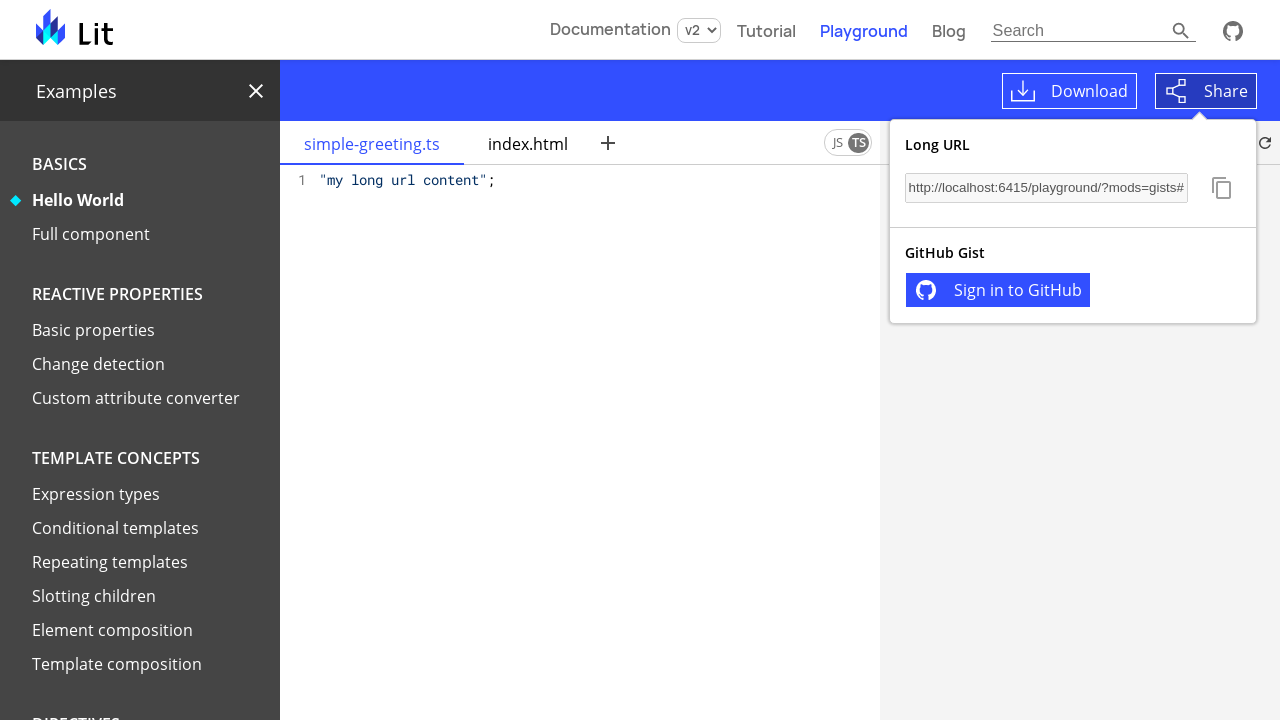 Lit
Documentation
v2
Tutorial
Playground
Blog
Search
Examples
Download
Share
BASICS
Hello World
Full component
REACTIVE PROPERTIES
Basic properties
Change detection
Custom attribute converter
TEMPLATE CONCEPTS
Expression types
Conditional templates
Repeating templates
Slotting children
Element composition
Template composition
simple-greeting.ts
index.html
JS
TS
1 "my long url content";
Long URL
http://localhost:6415/playground/?mods=gists#
GitHub Gist
Sign in to GitHub